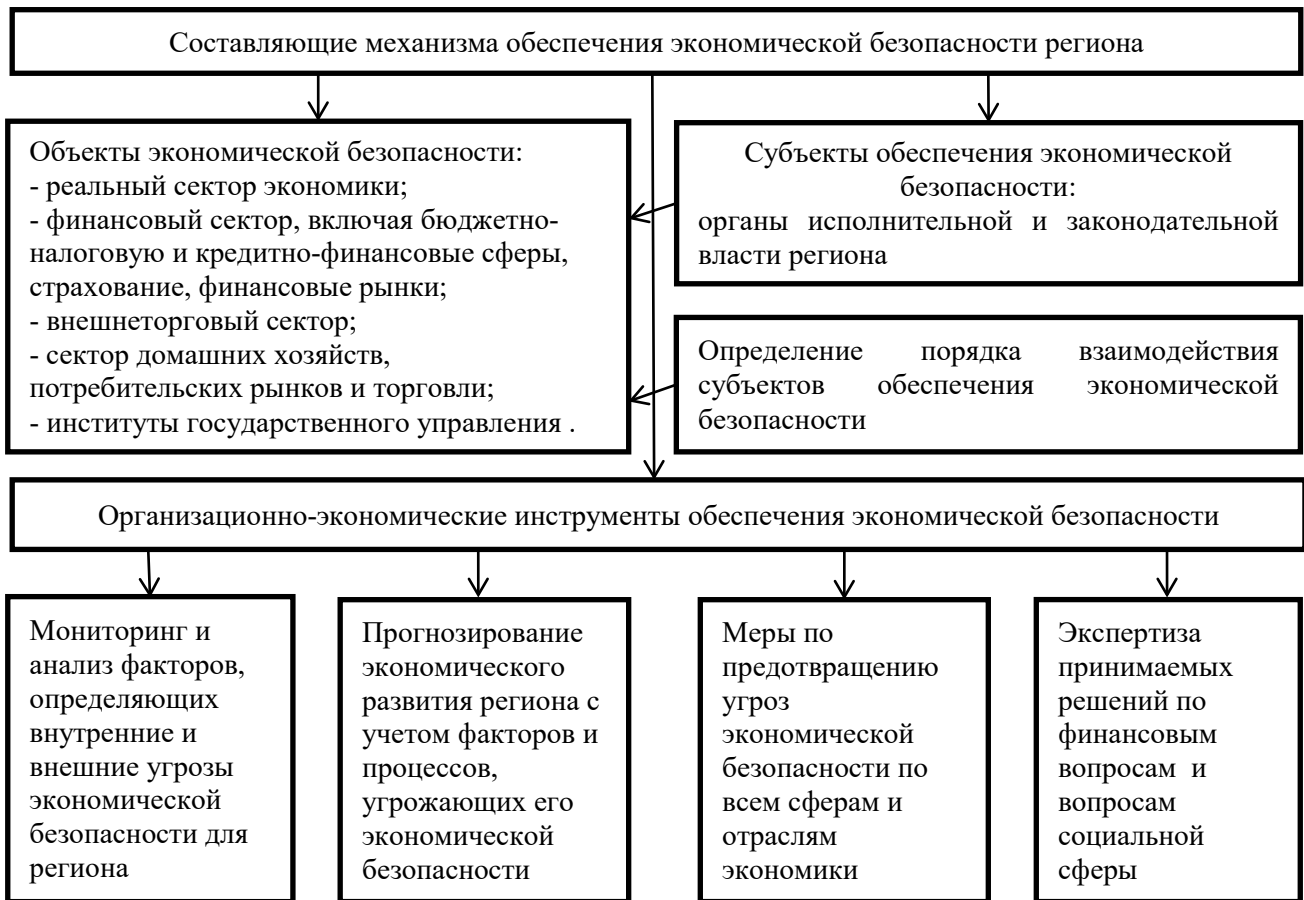 Составляющие механизма обеспечения экономической безопасности региона
Объекты экономической безопасности:
- реальный сектор экономики;
- финансовый сектор, включая бюджетно-
налоговую и кредитно-финансовые сферы,
страхование, финансовые рынки;
- внешнеторговый сектор;
- сектор домашних хозяйств,
потребительских рынков и торговли;
- институты государственного управления .
Субъекты обеспечения экономической
безопасности:
органы исполнительной и законодательной
власти региона
Определение порядка взаимодействия
субъектов обеспечения экономической
безопасности
Организационно-экономические инструменты обеспечения экономической безопасности
Мониторинг и
анализ факторов,
определяющих
внутренние и
внешние угрозы
экономической
безопасности для
региона
Прогнозирование
экономического
развития региона с
учетом факторов и
процессов,
угрожающих его
экономической
безопасности
Меры по
предотвращению
угроз
экономической
безопасности по
всем сферам и
отраслям
экономики
Экспертиза
принимаемых
решений по
финансовым
вопросам и
вопросам
социальной
сферы